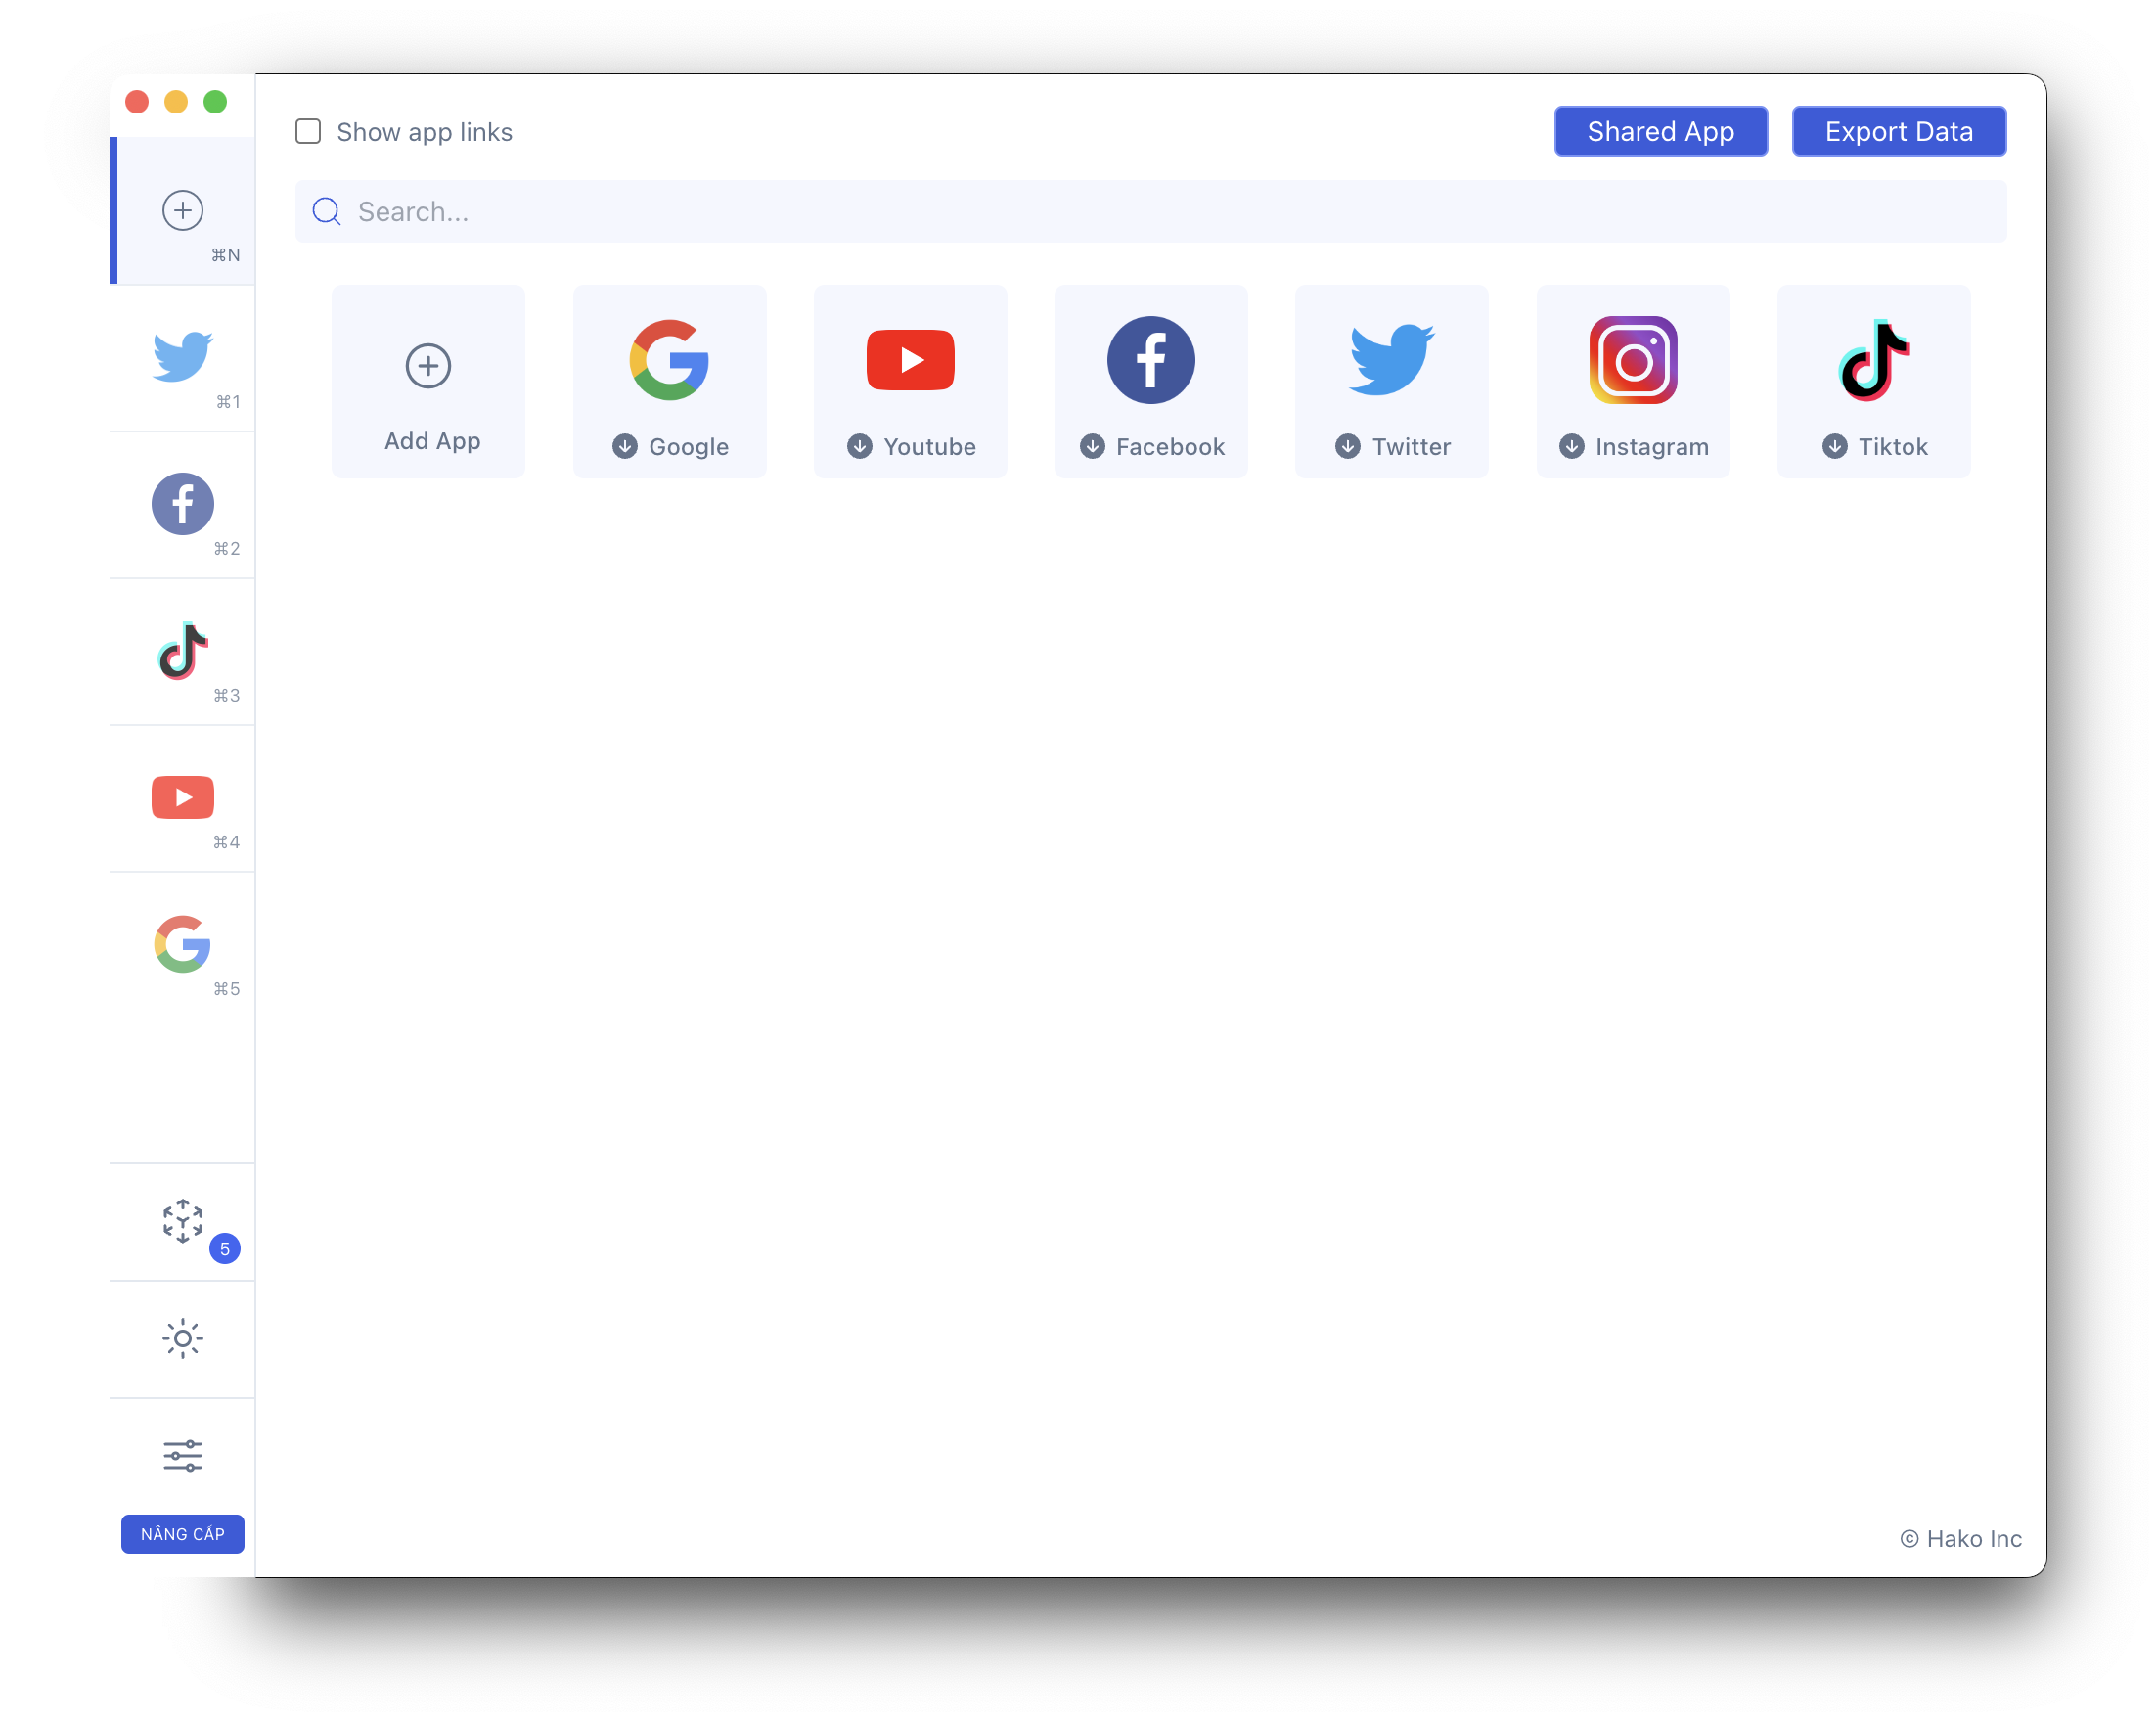 Show app links
Shared App
Export Data
Search...
⌘N
⌘1
⌘2
⌘3
⌘4
⌘5
Add App
Google
Youtube
Facebook
Twitter
Instagram
Tiktok
5
NÂNG CẤP
© Hako Inc